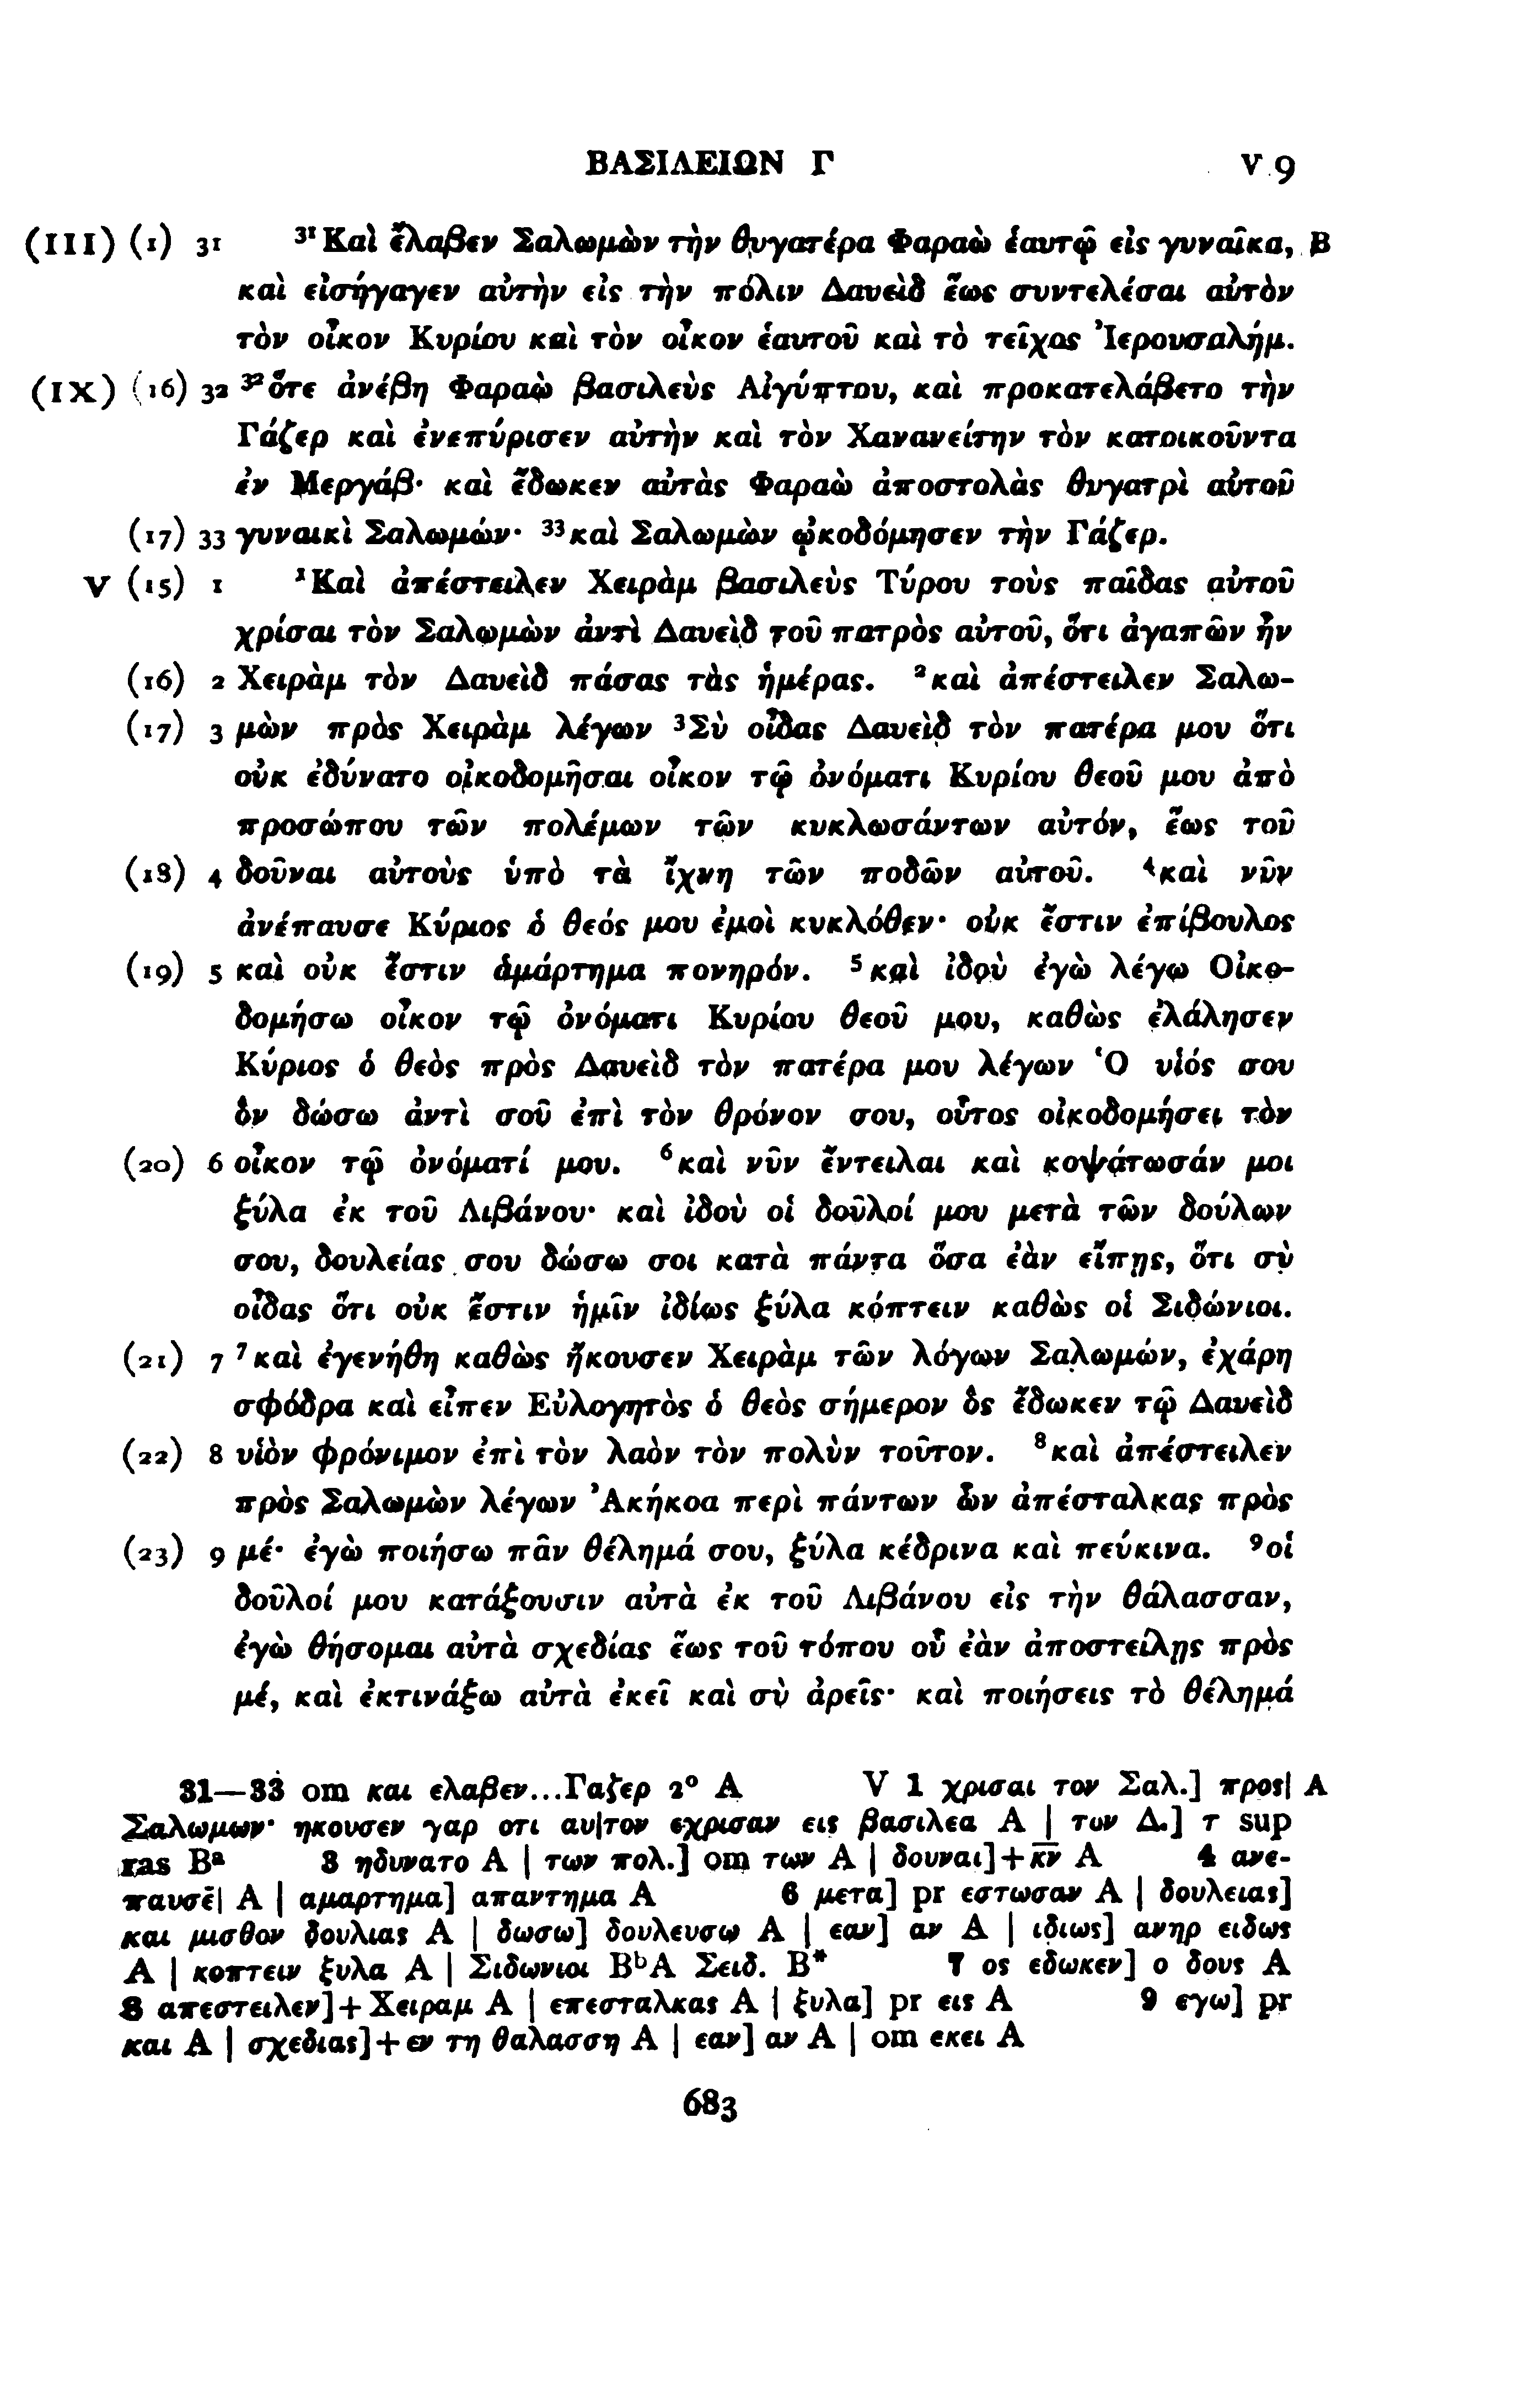 ΒΑΣΙΛΕΙΩΝ Γ V 9
(III) (1) 31 ³¹Καὶ ἔλαβεν Σαλωμὼν τὴν θυγατέρα Φαραὼ ἑαυτῷ εἰς γυναῖκα, B
καὶ εἰσήγαγεν αὐτὴν εἰς τὴν πόλιν Δαυεὶδ ἕως συντελέσαι αὐτὸν
τὸν οἶκον Κυρίου καὶ τὸν οἶκον ἑαυτοῦ καὶ τὸ τεῖχος Ἰερουσαλήμ.
(IX) (16) 32 ³²ὅτε ἀνέβη Φαραὼ βασιλεὺς Αἰγύπτου, καὶ προκατελάβετο τὴν
Γάζερ καὶ ἐνεπύρισεν αὐτὴν καὶ τὸν Χανανείτην τὸν κατοικοῦντα
ἐν Μεργάβ· καὶ ἔδωκεν αὐτὰς Φαραὼ ἀποστολὰς θυγατρὶ αὐτοῦ
(17) 33 γυναικὶ Σαλωμών· ³³καὶ Σαλωμὼν ᾠκοδόμησεν τὴν Γάζερ.
V (15) 1 ¹Καὶ ἀπέστειλεν Χειρὰμ βασιλεὺς Τύρου τοὺς παῖδας αὐτοῦ
χρίσαι τὸν Σαλωμὼν ἀντὶ Δαυεὶδ τοῦ πατρὸς αὐτοῦ, ὅτι ἀγαπῶν ἦν
(16) 2 Χειρὰμ τὸν Δαυεὶδ πάσας τὰς ἡμέρας. ²καὶ ἀπέστειλεν Σαλω-
(17) 3 μὼν πρὸς Χειρὰμ λέγων ³Σὺ οἶδας Δαυεὶδ τὸν πατέρα μου ὅτι
οὐκ ἐδύνατο οἰκοδομῆσαι οἶκον τῷ ὀνόματι Κυρίου θεοῦ μου ἀπὸ
προσώπου τῶν πολέμων τῶν κυκλωσάντων αὐτόν, ἕως τοῦ
(18) 4 δοῦναι αὐτοὺς ὑπὸ τὰ ἴχνη τῶν ποδῶν αὐτοῦ. ⁴καὶ νῦν
ἀνέπαυσε Κύριος ὁ θεός μου ἐμοὶ κυκλόθεν· οὐκ ἔστιν ἐπίβουλος
(19) 5 καὶ οὐκ ἔστιν ἁμάρτημα πονηρόν. ⁵καὶ ἰδοὺ ἐγὼ λέγω Οἰκο-
δομήσω οἶκον τῷ ὀνόματι Κυρίου θεοῦ μου, καθὼς ἐλάλησεν
Κύριος ὁ θεὸς πρὸς Δαυεὶδ τὸν πατέρα μου λέγων Ὁ υἱός σου
ὃν δώσω ἀντὶ σοῦ ἐπὶ τὸν θρόνον σου, οὗτος οἰκοδομήσει τὸν
(20) 6 οἶκον τῷ ὀνόματί μου. ⁶καὶ νῦν ἔντειλαι καὶ κοψάτωσάν μοι
ξύλα ἐκ τοῦ Λιβάνου· καὶ ἰδοὺ οἱ δοῦλοί μου μετὰ τῶν δούλων
σου, δουλείας σου δώσω σοι κατὰ πάντα ὅσα ἐὰν εἴπῃς, ὅτι σὺ
οἶδας ὅτι οὐκ ἔστιν ἡμῖν ἰδίως ξύλα κόπτειν καθὼς οἱ Σιδώνιοι.
(21) 7 ⁷καὶ ἐγενήθη καθὼς ἤκουσεν Χειρὰμ τῶν λόγων Σαλωμών, ἐχάρη
σφόδρα καὶ εἶπεν Εὐλογητὸς ὁ θεὸς σήμερον ὃς ἔδωκεν τῷ Δαυεὶδ
(22) 8 υἱὸν φρόνιμον ἐπὶ τὸν λαὸν τὸν πολὺν τοῦτον. ⁸καὶ ἀπέστειλεν
πρὸς Σαλωμὼν λέγων Ἀκήκοα περὶ πάντων ὧν ἀπέσταλκας πρὸς
(23) 9 μέ· ἐγὼ ποιήσω πᾶν θέλημά σου, ξύλα κέδρινα καὶ πεύκινα. ⁹οἱ
δοῦλοί μου κατάξουσιν αὐτὰ ἐκ τοῦ Λιβάνου εἰς τὴν θάλασσαν,
ἐγὼ θήσομαι αὐτὰ σχεδίας ἕως τοῦ τόπου οὗ ἐὰν ἀποστείλῃς πρὸς
μέ, καὶ ἐκτινάξω αὐτὰ ἐκεῖ καὶ σὺ ἀρεῖς· καὶ ποιήσεις τὸ θέλημά
31—33 om και ελαβεν...Γαζερ 2° A V 1 χρισαι τον Σαλ.] προς| A
Σαλωμων· ηκουσεν γαρ οτι αυ|τον εχρισαν εις βασιλεα A | των Δ.] τ sup
ras Bᵃ 3 ηδυνατο A | των πολ.] om των A | δουναι]+κ̅ν̅ A 4 ανε-
παυσε̅| A | αμαρτημα] απαντημα A 6 μετα] pr εστωσαν A | δουλειας]
και μισθον δουλιας A | δωσω] δουλευσω A | εαν] αν A | ιδιως] ανηρ ειδως
A | κοπτειν ξυλα A | Σιδωνιοι BᵇA Σειδ. B* 7 ος εδωκεν] ο δους A
8 απεστειλεν]+Χειραμ A | επεσταλκας A | ξυλα] pr εις A 9 εγω] pr
και A | σχεδιας]+εν τη θαλασση A | εαν] αν A | om εκει A
683